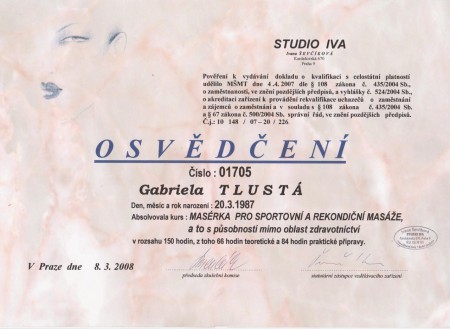 STUDIO IVA
Ivana ŠEVČÍKOVÁ
Praha 9
Pověření k vydávání dokladu o kvalifikaci s celostátní platností
udělilo MŠMT dne 4.4.2007 dle § 108 zákona č. 435/2004 Sb.,
o zaměstnanosti, ve znění pozdějších předpisů, a vyhlášky č. 524/2004 Sb.,
o akreditaci zařízení k provádění rekvalifikace uchazečů o zaměstnání
a zájemců o zaměstnání a v souladu s § 108 zákona č. 435/2004 Sb.
a § 67 zákona č. 500/2004 Sb, správní řád, ve znění pozdějších předpisů.
Č.j.: 10 148 / 07 - 20 / 226
OSVĚDČENÍ
Číslo : 01705
Gabriela TLUSTÁ
Den, měsíc a rok narození : 20.3.1987
Absolvovala kurs : MASÉRKA PRO SPORTOVNÍ A REKONDIČNÍ MASÁŽE,
a to s působností mimo oblast zdravotnictví
v rozsahu 150 hodin, z toho 66 hodin teoretické a 84 hodin praktické přípravy.
V Praze dne 8. 3. 2008
předseda zkušební komise
statutární zástupce vzdělávacího zařízení